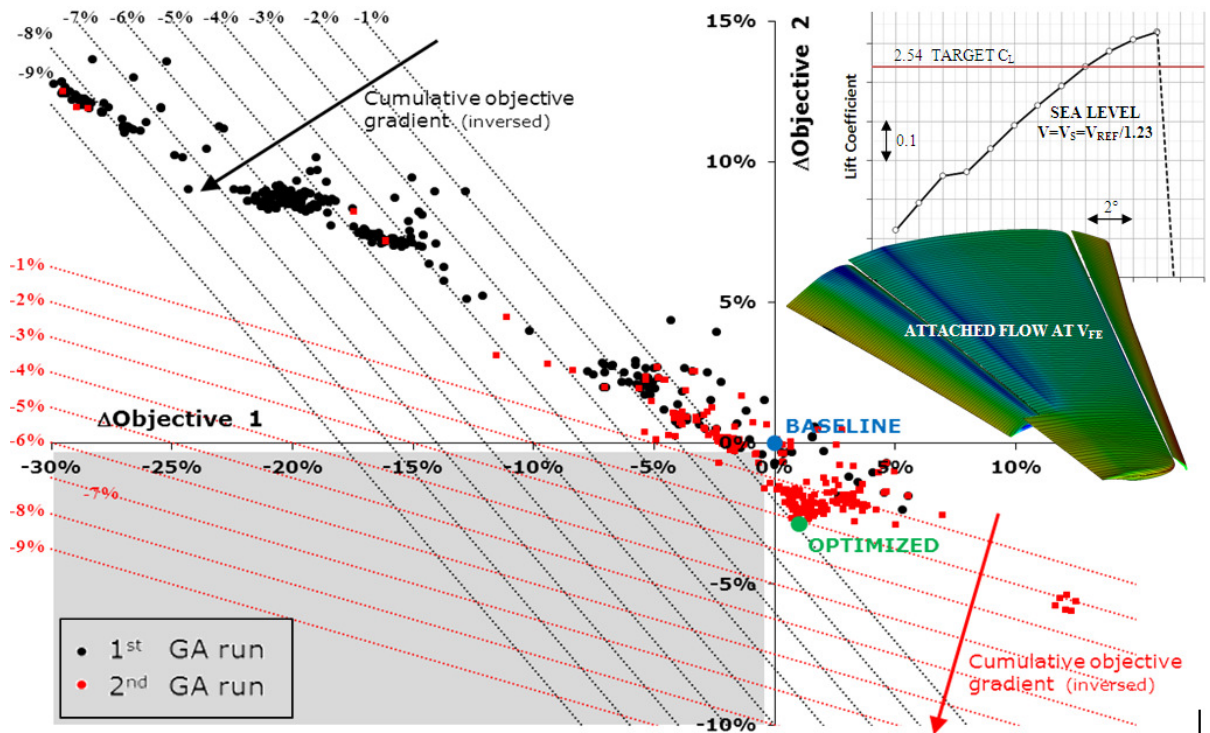 -7% -6% -5% -4% -3% -2% -1%
-8%
-9%
Cumulative objective
gradient (inversed)
15%
10%
5%
0%
-5%
-10%
ΔObjective 2
2.54 TARGET CL
SEA LEVEL
V=VS=VREF/1.23
Lift Coefficient
0.1
2°
ATTACHED FLOW AT VFE
-1%
-2%
-3%
-4%
-5%
-6%
-7%
-8%
-9%
ΔObjective 1
BASELINE
-30% -25% -20% -15% -10% -5% 0% 5% 10%
OPTIMIZED
1st GA run
2nd GA run
Cumulative objective
gradient (inversed)